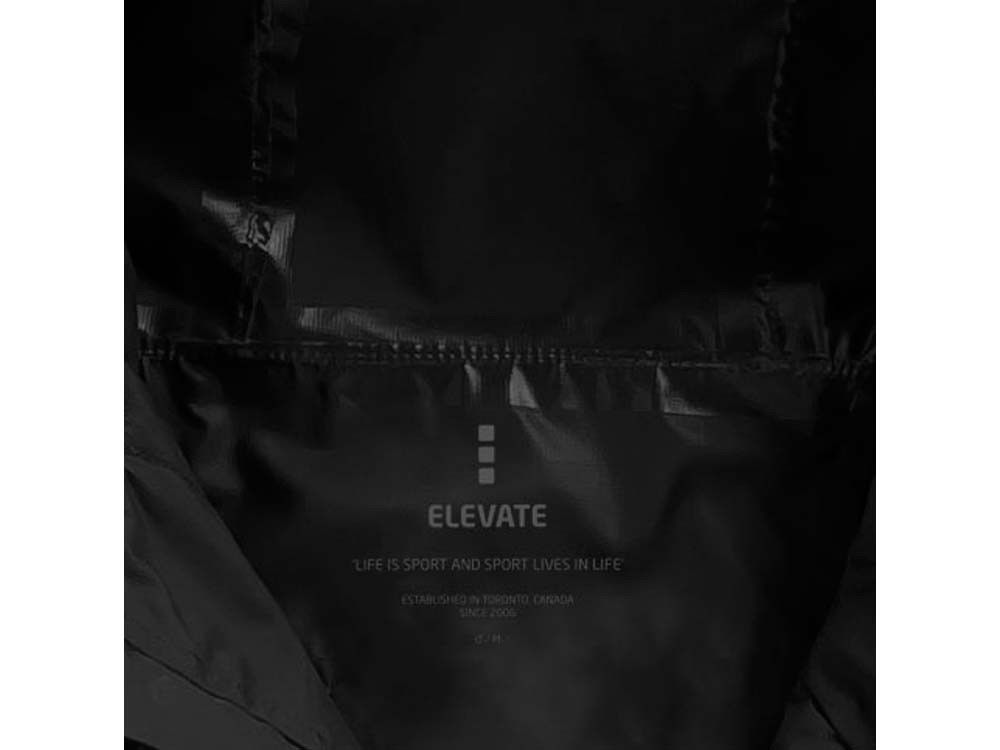 ELEVATE
'LIFE IS SPORT AND SPORT LIVES IN LIFE'
ESTABLISHED IN TORONTO, CANADA
SINCE 2006